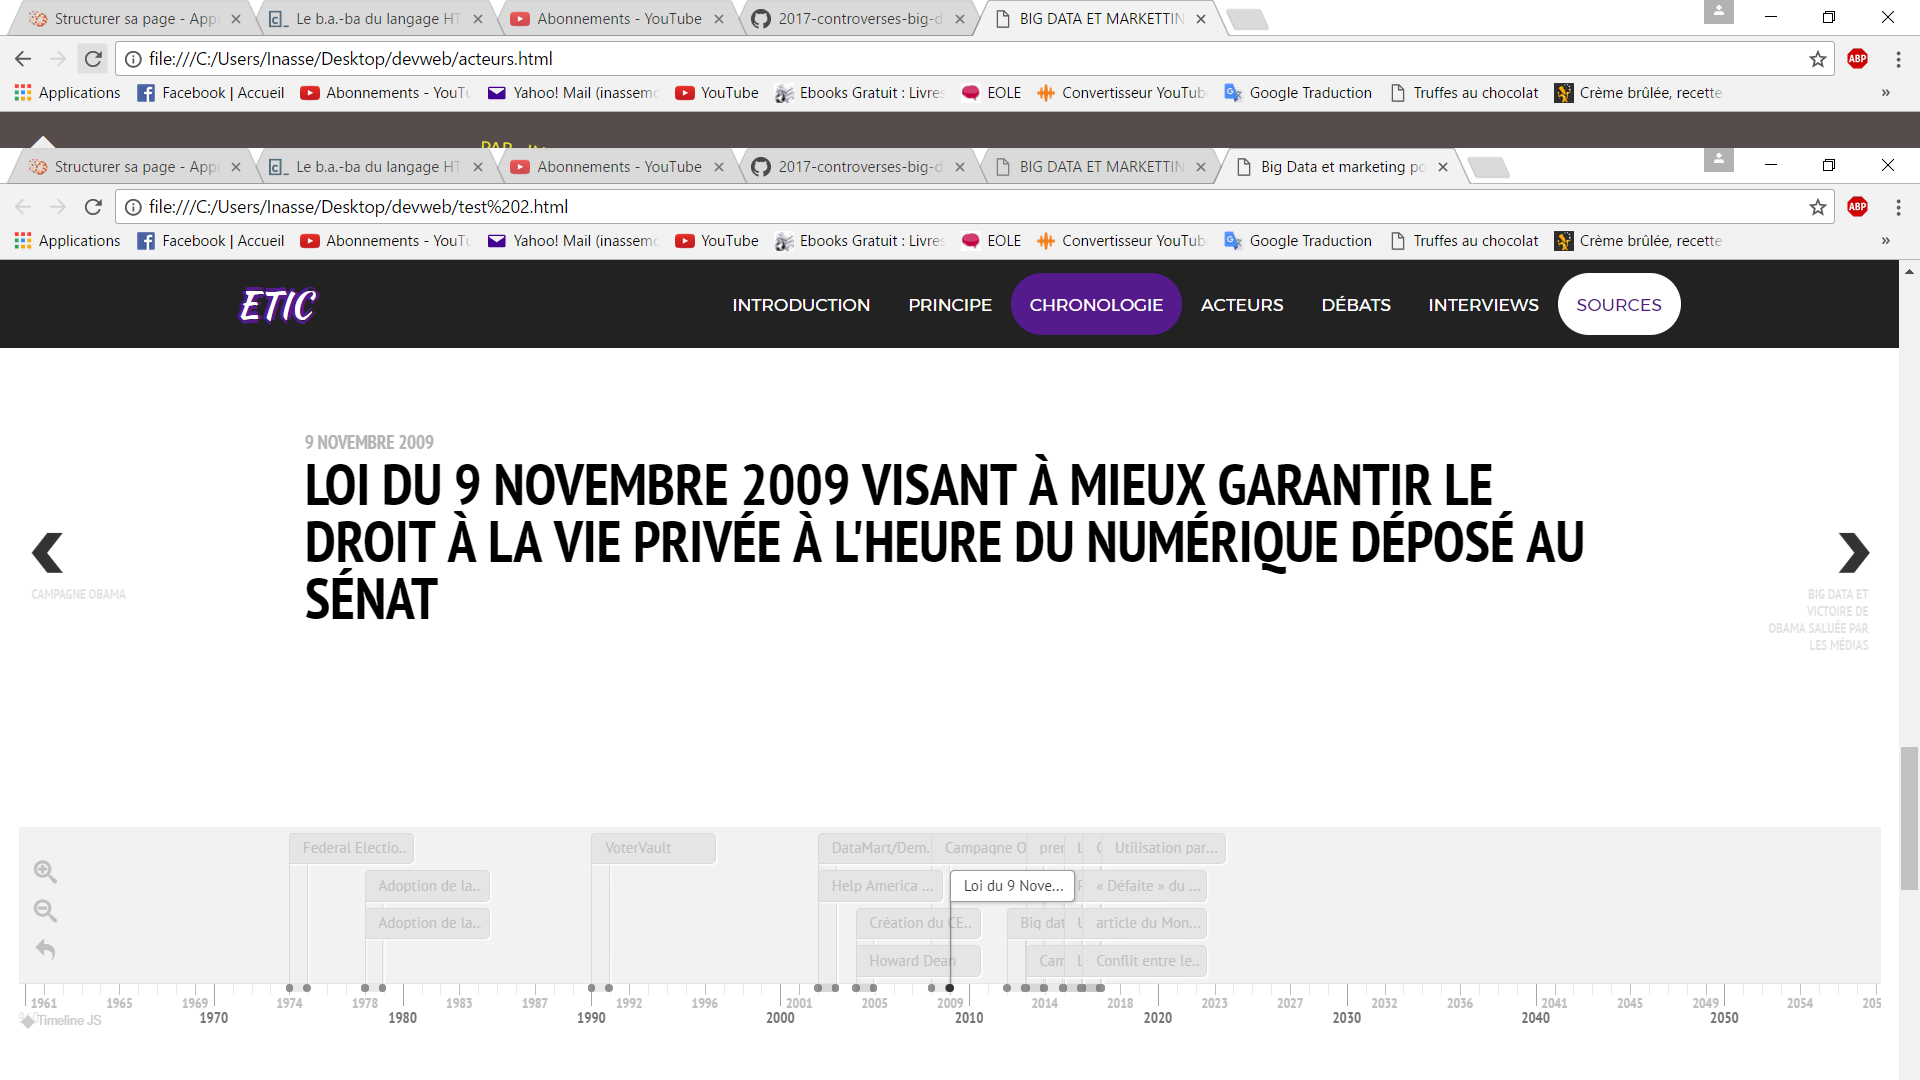 Structurer sa page - Appr
Le b.a.-ba du langage HT
Abonnements - YouTube
2017-controverses-big-d
BIG DATA ET MARKETTIN
file:///C:/Users/Inasse/Desktop/devweb/acteurs.html
ABP
Applications
Facebook | Accueil
Abonnements - YouTu
Yahoo! Mail (inassemo
YouTube
Ebooks Gratuit : Livres
EOLE
Convertisseur YouTub
Google Traduction
Truffes au chocolat
Crème brûlée, recette
»
Structurer sa page - Appr
Le b.a.-ba du langage HT
Abonnements - YouTube
2017-controverses-big-d
BIG DATA ET MARKETTIN
Big Data et marketing po
file:///C:/Users/Inasse/Desktop/devweb/test%202.html
ABP
Applications
Facebook | Accueil
Abonnements - YouTu
Yahoo! Mail (inassemo
YouTube
Ebooks Gratuit : Livres
EOLE
Convertisseur YouTub
Google Traduction
Truffes au chocolat
Crème brûlée, recette
»
ETIC
INTRODUCTION
PRINCIPE
CHRONOLOGIE
ACTEURS
DÉBATS
INTERVIEWS
SOURCES
9 NOVEMBRE 2009
LOI DU 9 NOVEMBRE 2009 VISANT À MIEUX GARANTIR LE
DROIT À LA VIE PRIVÉE À L'HEURE DU NUMÉRIQUE DÉPOSÉ AU
SÉNAT
CAMPAGNE OBAMA
BIG DATA ET
VICTOIRE DE
OBAMA SALUÉE PAR
LES MÉDIAS
Federal Electio..
VoterVault
DataMart/Dem.
Campagne O
prer
Utilisation par...
Adoption de la...
Help America ...
Loi du 9 Nove...
« Défaite » du ...
Adoption de la...
Création du CE..
Big dat
article du Mon...
Howard Dean
Cam
Conflit entre le..
1961 1965 1969 1974 1978 1983 1987 1992 1996 2001 2005 2009 2014 2018 2023 2027 2032 2036 2041 2045 2049 2054 205
1970 1980 1990 2000 2010 2020 2030 2040 2050
Timeline JS